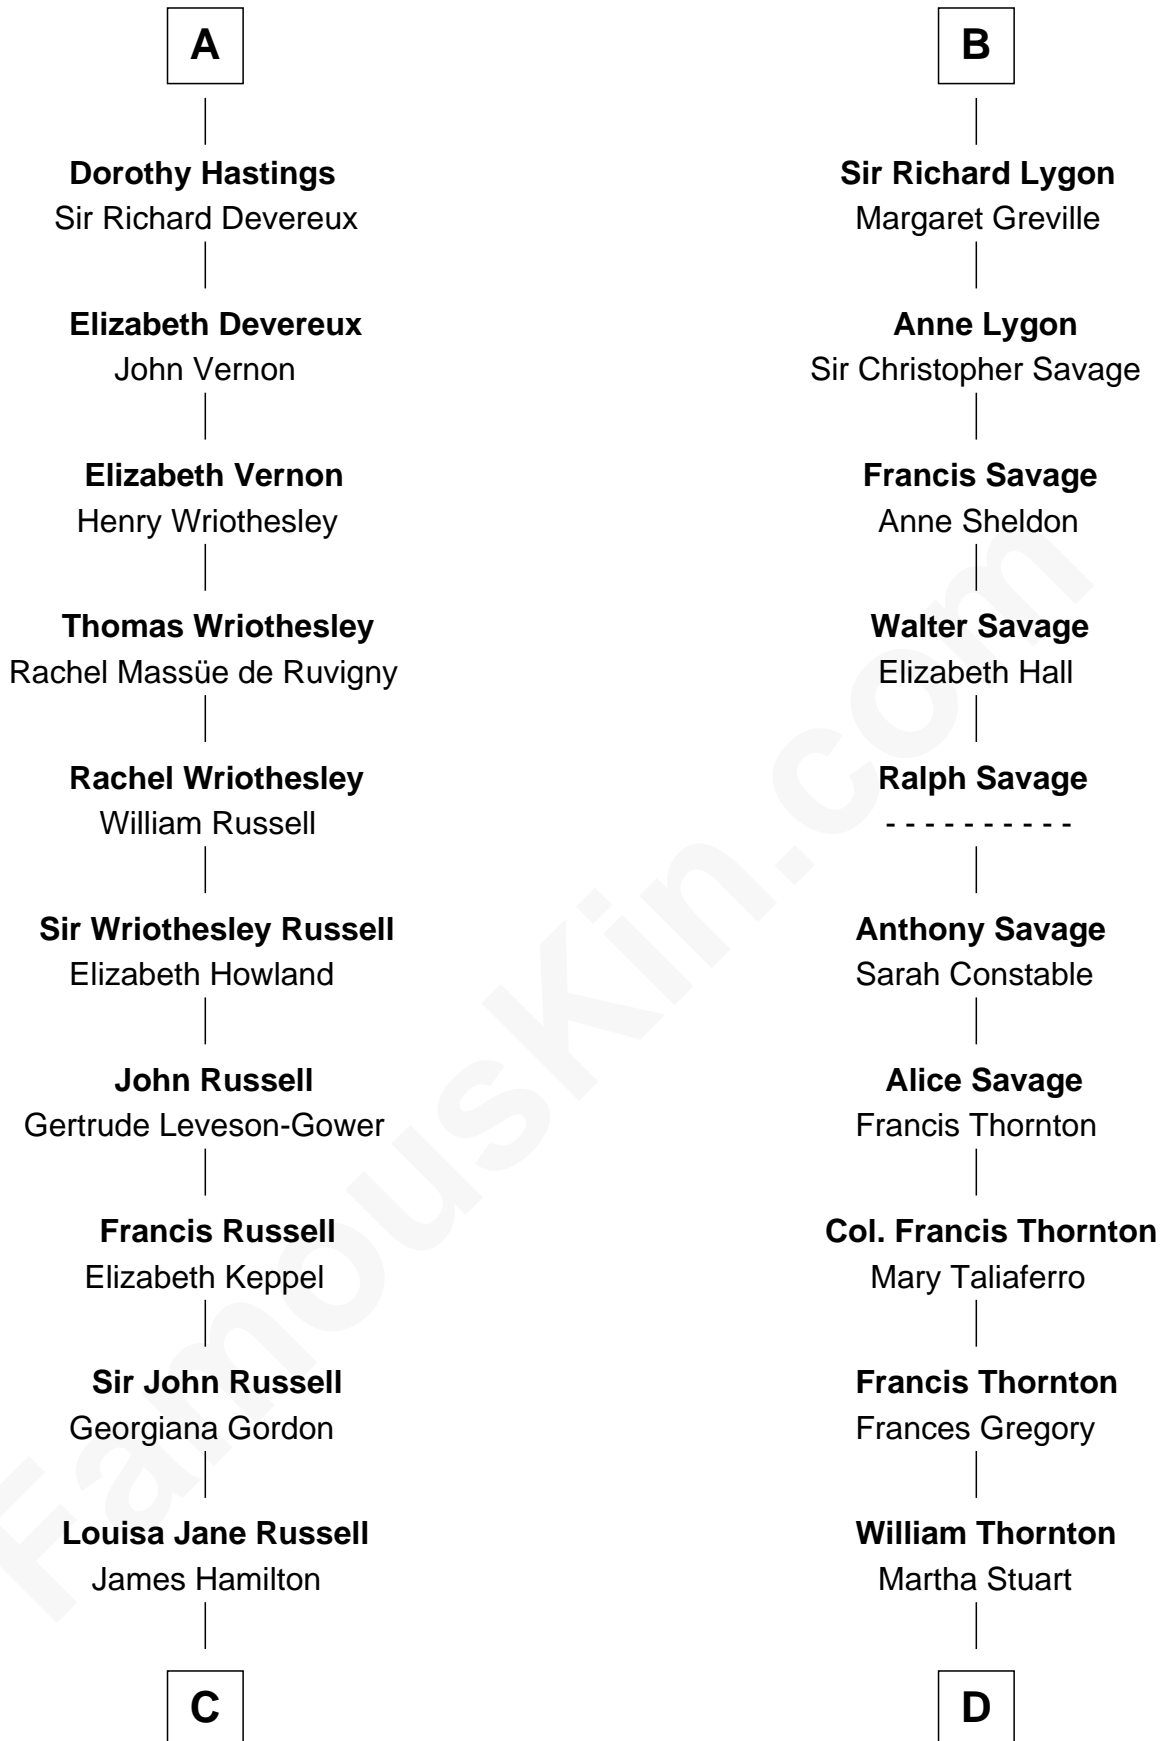 A
Dorothy Hastings
Sir Richard Devereux
Elizabeth Devereux
John Vernon
Elizabeth Vernon
Henry Wriothesley
Thomas Wriothesley
Rachel Massüe de Ruvigny
Rachel Wriothesley
William Russell
Sir Wriothesley Russell
Elizabeth Howland
John Russell
Gertrude Leveson-Gower
Francis Russell
Elizabeth Keppel
Sir John Russell
Georgiana Gordon
Louisa Jane Russell
James Hamilton
C
B
Sir Richard Lygon
Margaret Greville
Anne Lygon
Sir Christopher Savage
Francis Savage
Anne Sheldon
Walter Savage
Elizabeth Hall
Ralph Savage
- - - - - - - - - -
Anthony Savage
Sarah Constable
Alice Savage
Francis Thornton
Col. Francis Thornton
Mary Taliaferro
Francis Thornton
Frances Gregory
William Thornton
Martha Stuart
D
FamousKin.com